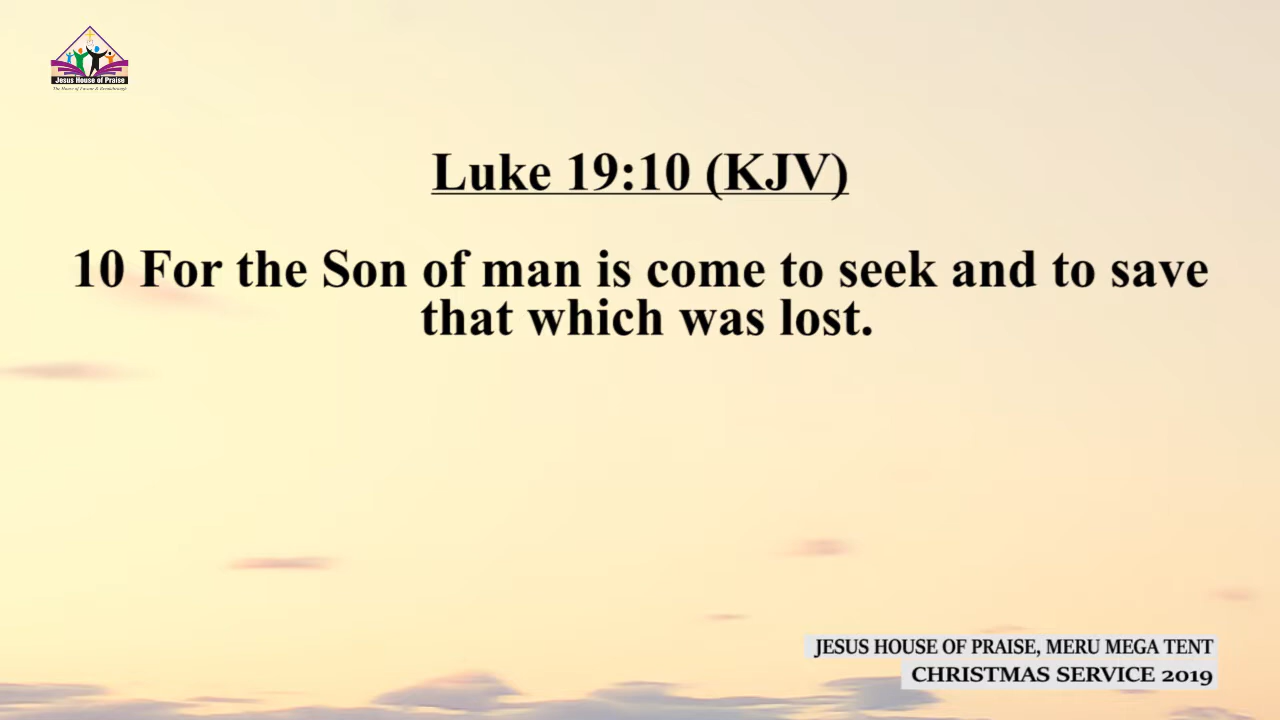 Jesus House of Praise
Luke 19:10 (KJV)
10 For the Son of man is come to seek and to save
that which was lost.
JESUS HOUSE OF PRAISE, MERU MEGA TENT
CHRISTMAS SERVICE 2019